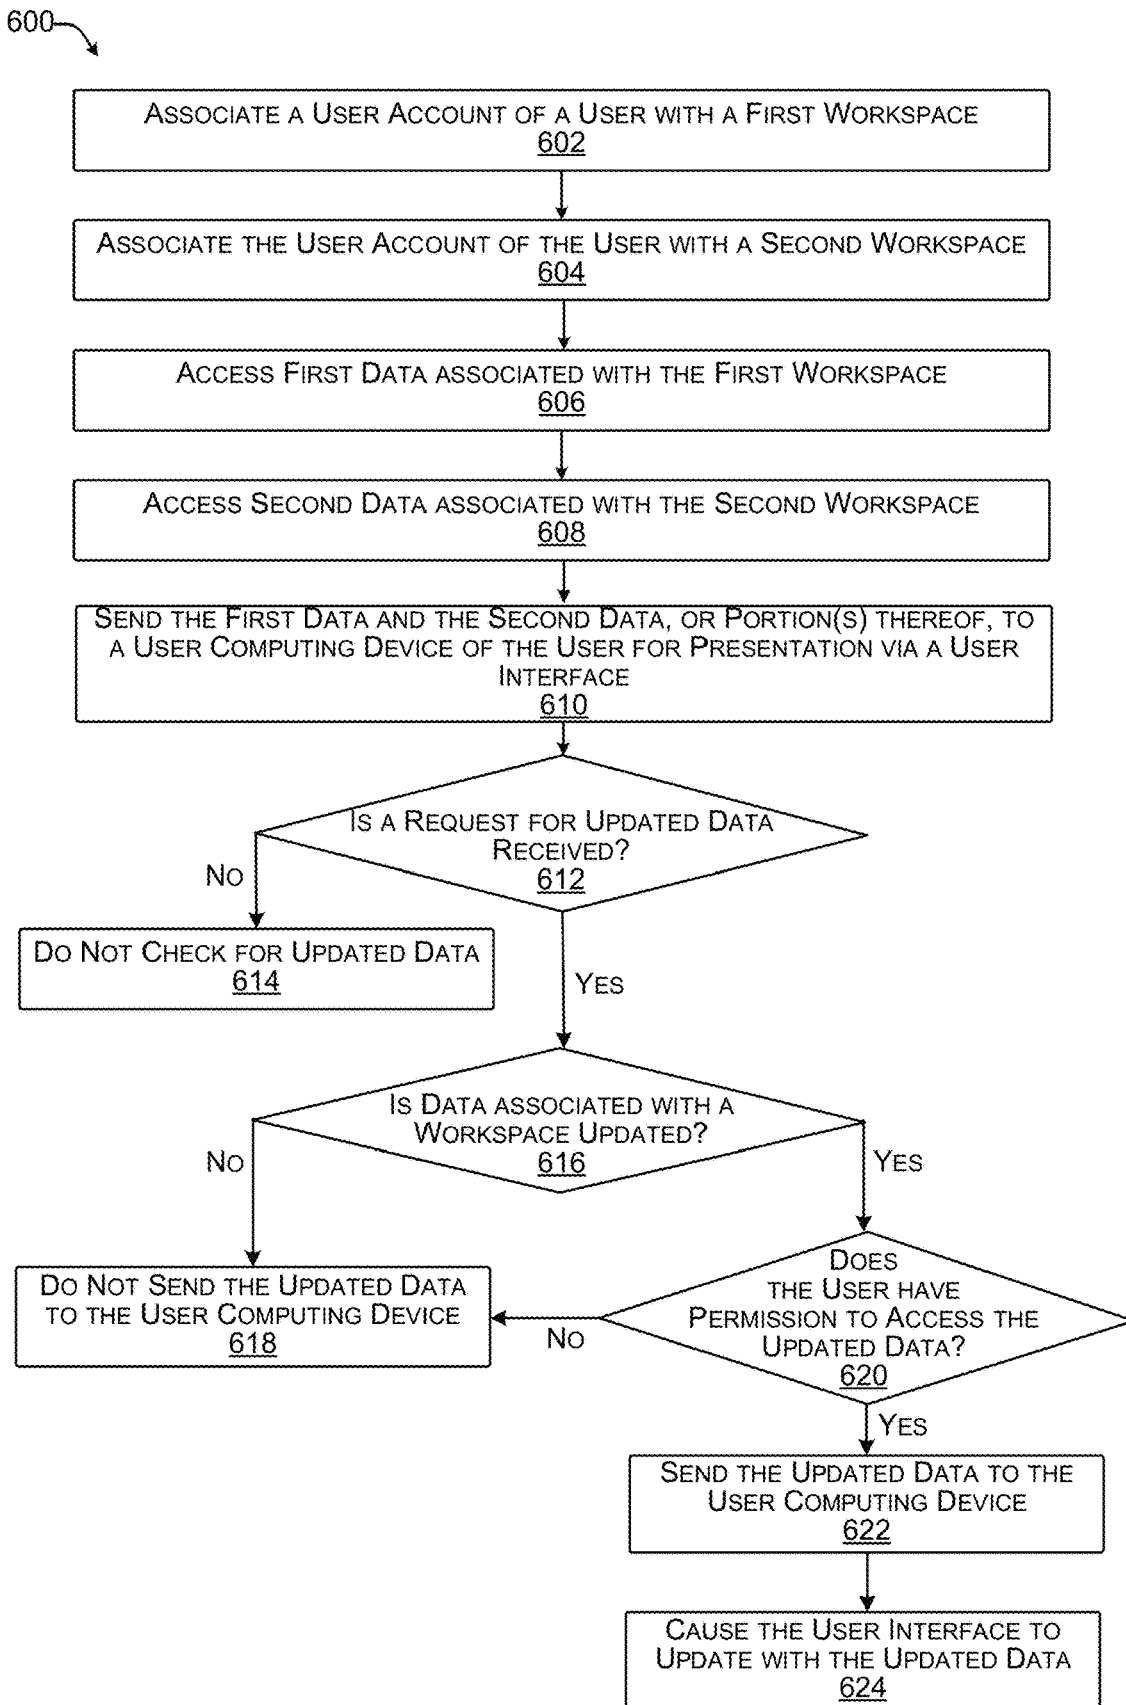 600
ASSOCIATE A USER ACCOUNT OF A USER WITH A FIRST WORKSPACE
602
ASSOCIATE THE USER ACCOUNT OF THE USER WITH A SECOND WORKSPACE
604
ACCESS FIRST DATA ASSOCIATED WITH THE FIRST WORKSPACE
606
ACCESS SECOND DATA ASSOCIATED WITH THE SECOND WORKSPACE
608
SEND THE FIRST DATA AND THE SECOND DATA, OR PORTION(S) THEREOF, TO
A USER COMPUTING DEVICE OF THE USER FOR PRESENTATION VIA A USER
INTERFACE
610
IS A REQUEST FOR UPDATED DATA
RECEIVED?
612
NO
DO NOT CHECK FOR UPDATED DATA
614
YES
IS DATA ASSOCIATED WITH A
WORKSPACE UPDATED?
616
NO
YES
DO NOT SEND THE UPDATED DATA
TO THE USER COMPUTING DEVICE
618
NO
DOES
THE USER HAVE
PERMISSION TO ACCESS THE
UPDATED DATA?
620
YES
SEND THE UPDATED DATA TO THE
USER COMPUTING DEVICE
622
CAUSE THE USER INTERFACE TO
UPDATE WITH THE UPDATED DATA
624